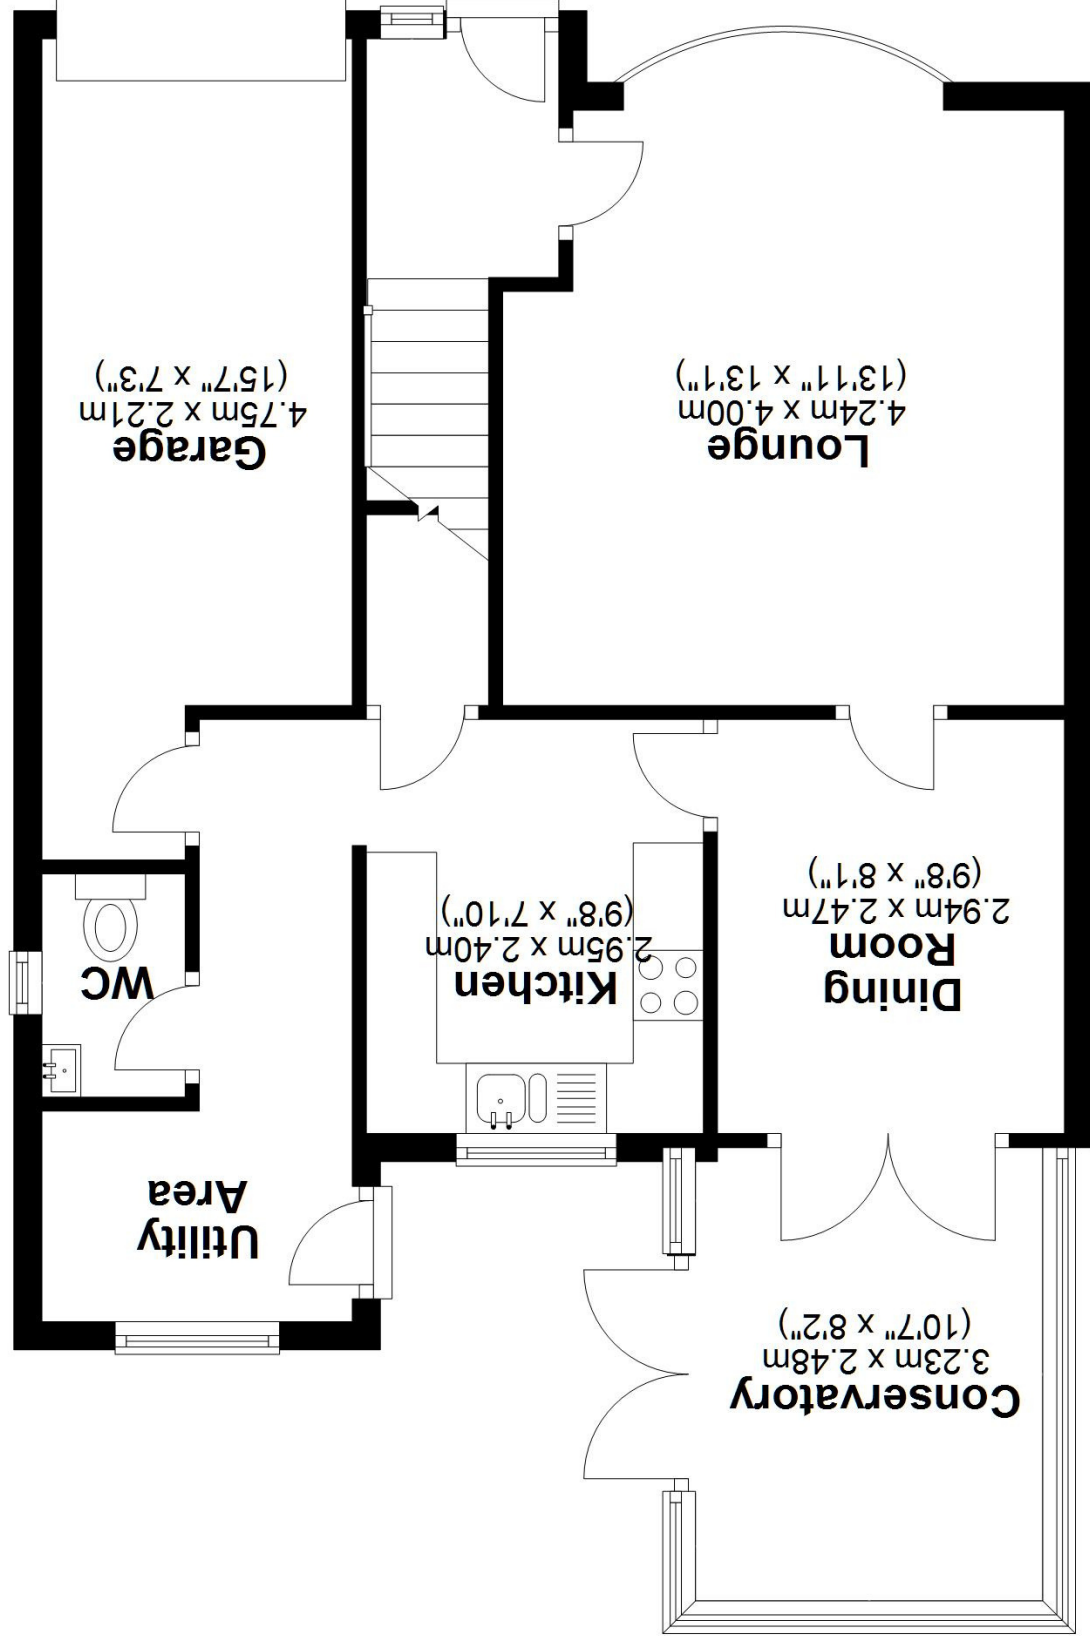 Conservatory
3.23m x 2.48m
(10'7" x 8'2")
Utility
Area
Dining
Room
2.94m x 2.47m
(9'8" x 8'1")
Kitchen
2.95m x 2.40m
(9'8" x 7'10")
WC
Lounge
4.24m x 4.00m
(13'11" x 13'1")
Garage
4.75m x 2.21m
(15'7" x 7'3")